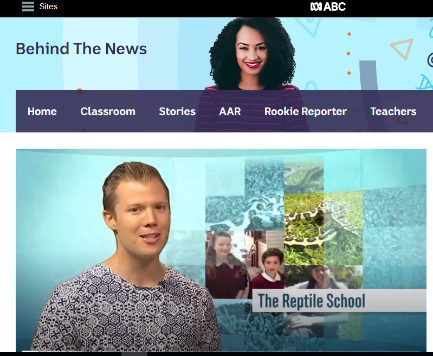 Sites
ABC
Behind The News
Home Classroom Stories AAR Rookie Reporter Teachers
The Reptile School